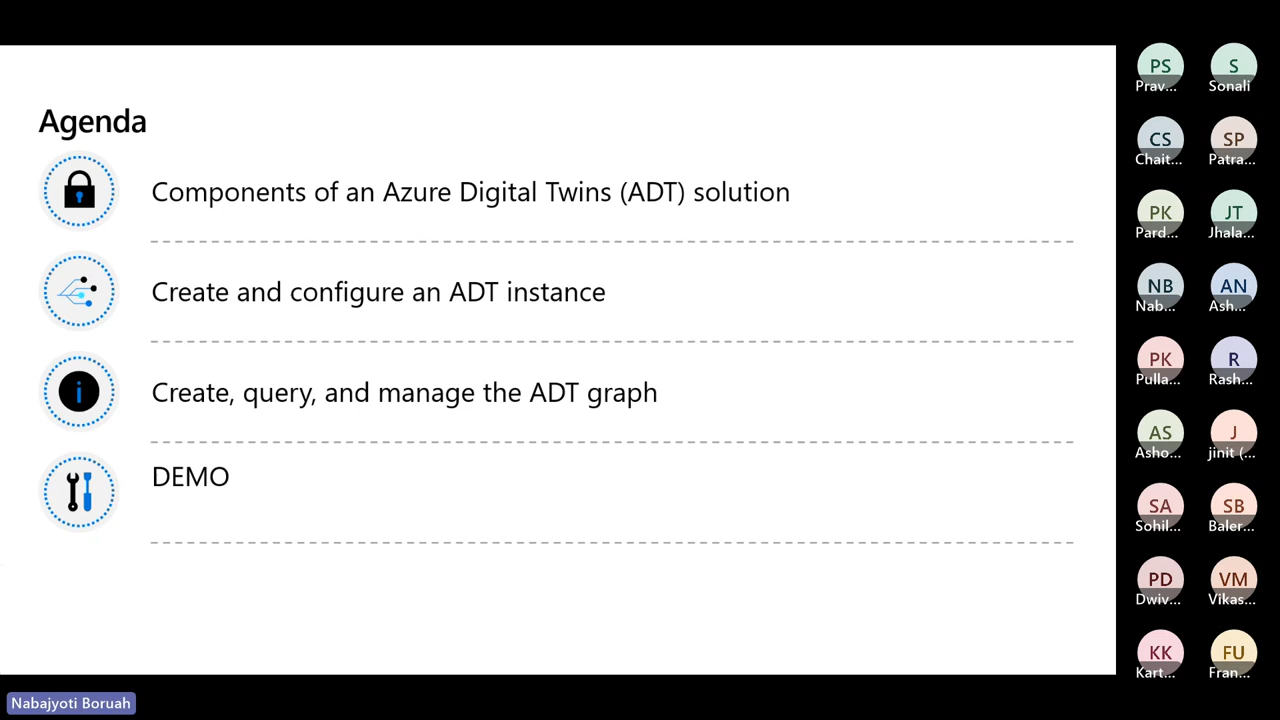 Agenda
Components of an Azure Digital Twins (ADT) solution
Create and configure an ADT instance
Create, query, and manage the ADT graph
DEMO
PS
Prav...
S
Sonali
CS
Chait...
SP
Patra...
PK
Pard...
JT
Jhala...
NB
Nab...
AN
Ash...
PK
Pulla...
R
Rash...
AS
Asho...
J
jinit (...
SA
Sohil...
SB
Baler...
PD
Dwiv...
VM
Vikas...
KK
Kart...
FU
Fran...
Nabajyoti Boruah